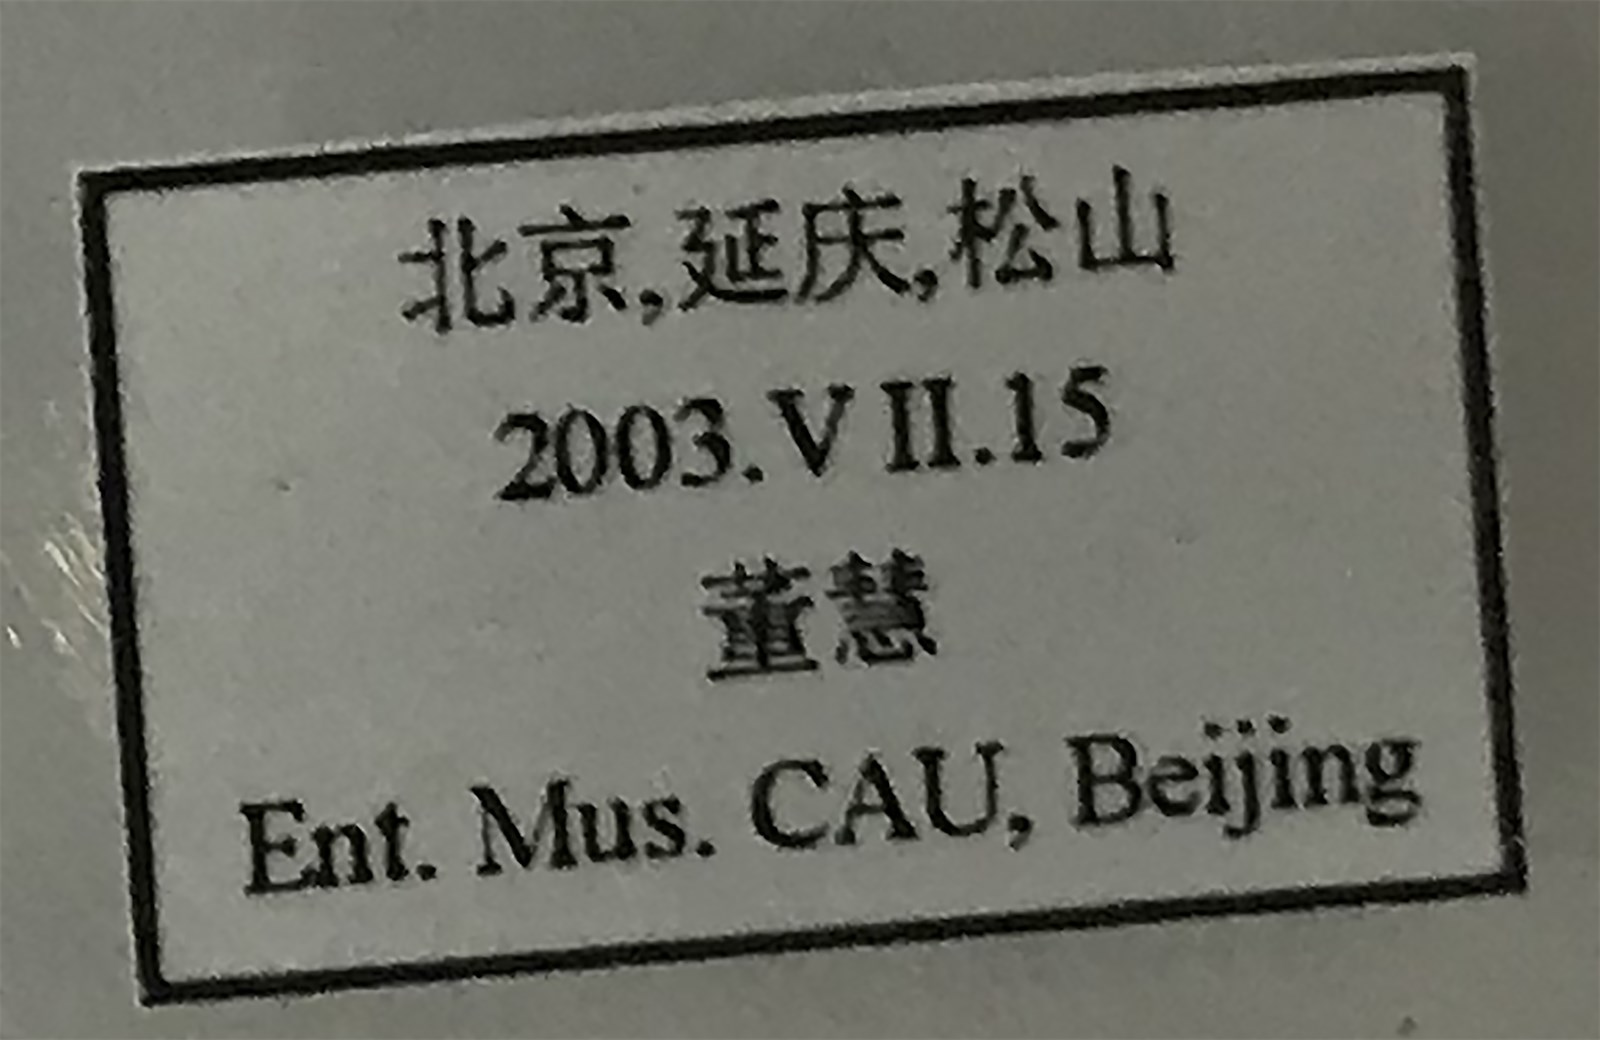 北京,延庆,松山
2003.VII.15
董慧
Ent. Mus. CAU, Beijing